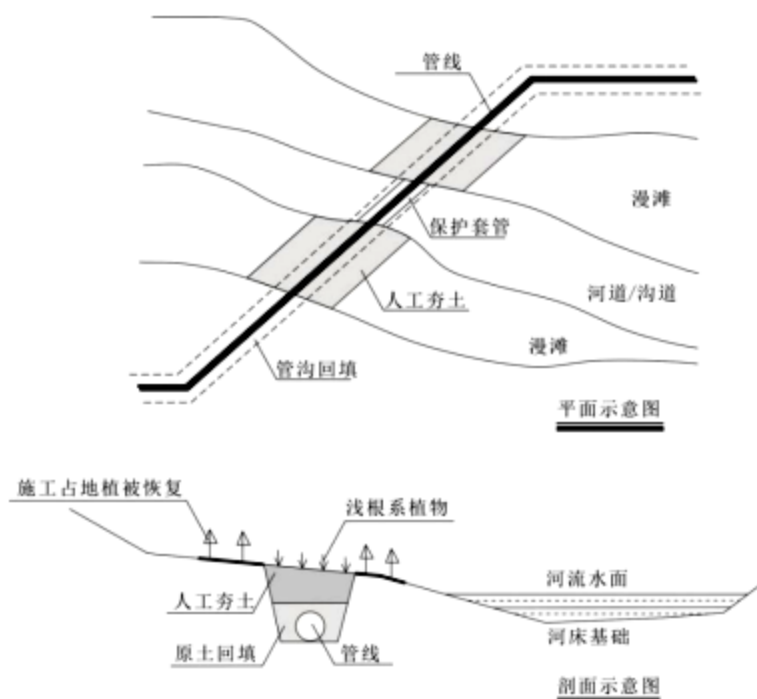 管线
漫滩
保护套管
河道/沟道
人工夯土
漫滩
管沟回填
平面示意图
施工占地植被恢复
浅根系植物
河流水面
人工夯土
河床基础
原土回填
管线
剖面示意图